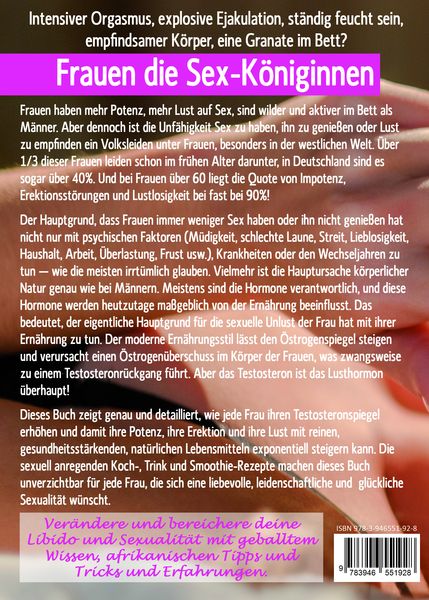 Intensiver Orgasmus, explosive Ejakulation, ständig feucht sein,
empfindsamer Körper, eine Granate im Bett?
Frauen die Sex-Königinnen
Frauen haben mehr Potenz, mehr Lust auf Sex, sind wilder und aktiver im Bett als
Männer. Aber dennoch ist die Unfähigkeit Sex zu haben, ihn zu genießen oder Lust
zu empfinden ein Volksleiden unter Frauen, besonders in der westlichen Welt. Über
1/3 dieser Frauen leiden schon im frühen Alter darunter, in Deutschland sind es
sogar über 40%. Und bei Frauen über 60 liegt die Quote von Impotenz,
Erektionsstörungen und Lustlosigkeit bei fast bei 90%!
Der Hauptgrund, dass Frauen immer weniger Sex haben oder ihn nicht genießen hat
nicht nur mit psychischen Faktoren (Müdigkeit, schlechte Laune, Streit, Lieblosigkeit,
Haushalt, Arbeit, Überlastung, Frust usw.), Krankheiten oder den Wechseljahren zu
tun — wie die meisten irrtümlich glauben. Vielmehr ist die Hauptursache körperlicher
Natur genau wie bei Männern. Meistens sind die Hormone verantwortlich, und diese
Hormone werden heutzutage maßgeblich von der Ernährung beeinflusst. Das
bedeutet, der eigentliche Hauptgrund für die sexuelle Unlust der Frau hat mit ihrer
Ernährung zu tun. Der moderne Ernährungsstil lässt den Östrogenspiegel steigen
und verursacht einen Östrogenüberschuss im Körper der Frauen, was zwangsweise
zu einem Testosteronrückgang führt. Aber das Testosteron ist das Lusthormon
überhaupt!
Dieses Buch zeigt genau und detailliert, wie jede Frau ihren Testosteronspiegel
erhöhen und damit ihre Potenz, ihre Erektion und ihre Lust mit reinen,
gesundheitsstärkenden, natürlichen Lebensmitteln exponentiell steigern kann. Die
sexuell anregenden Koch-, Trink und Smoothie-Rezepte machen dieses Buch
unverzichtbar für jede Frau, die sich eine liebevolle, leidenschaftliche und glückliche
Sexualität wünscht.
Verändere und bereichere deine
Libido und Sexualität mit geballtem
Wissen, afrikanischen Tipps und
Tricks und Erfahrungen.
ISBN 978-3-946551-92-8
9 783946 551928